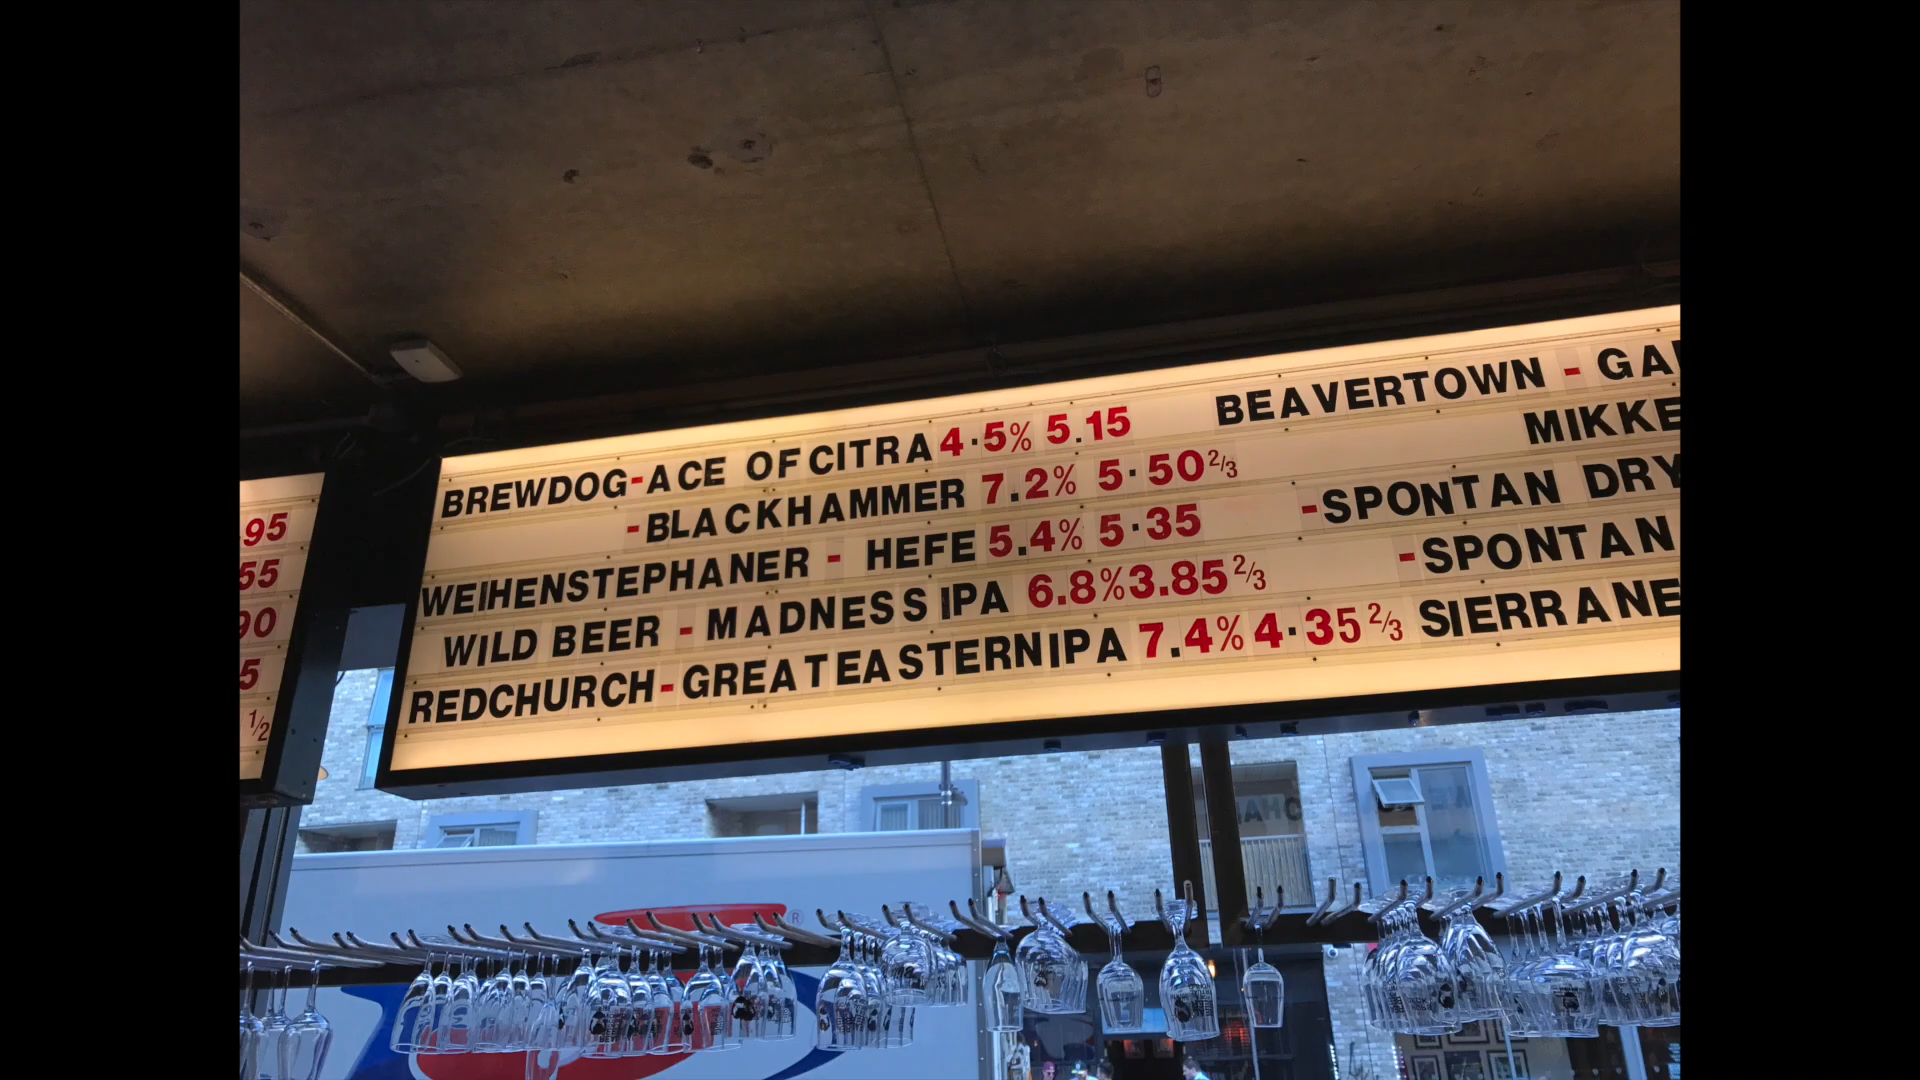 95
55
90
5
1/2
BREWDOG-ACE OF CITRA 4.5% 5.15
-BLACKHAMMER 7.2% 5.50 2/3
WEIHENSTEPHANER - HEFE 5.4% 5.35
WILD BEER - MADNESS IPA 6.8% 3.85 2/3
REDCHURCH-GREAT EASTERN IPA 7.4% 4.35 2/3
BEAVERTOWN - GA
MIKKE
-SPONTAN DRY
-SPONTAN
SIERRA NE
®